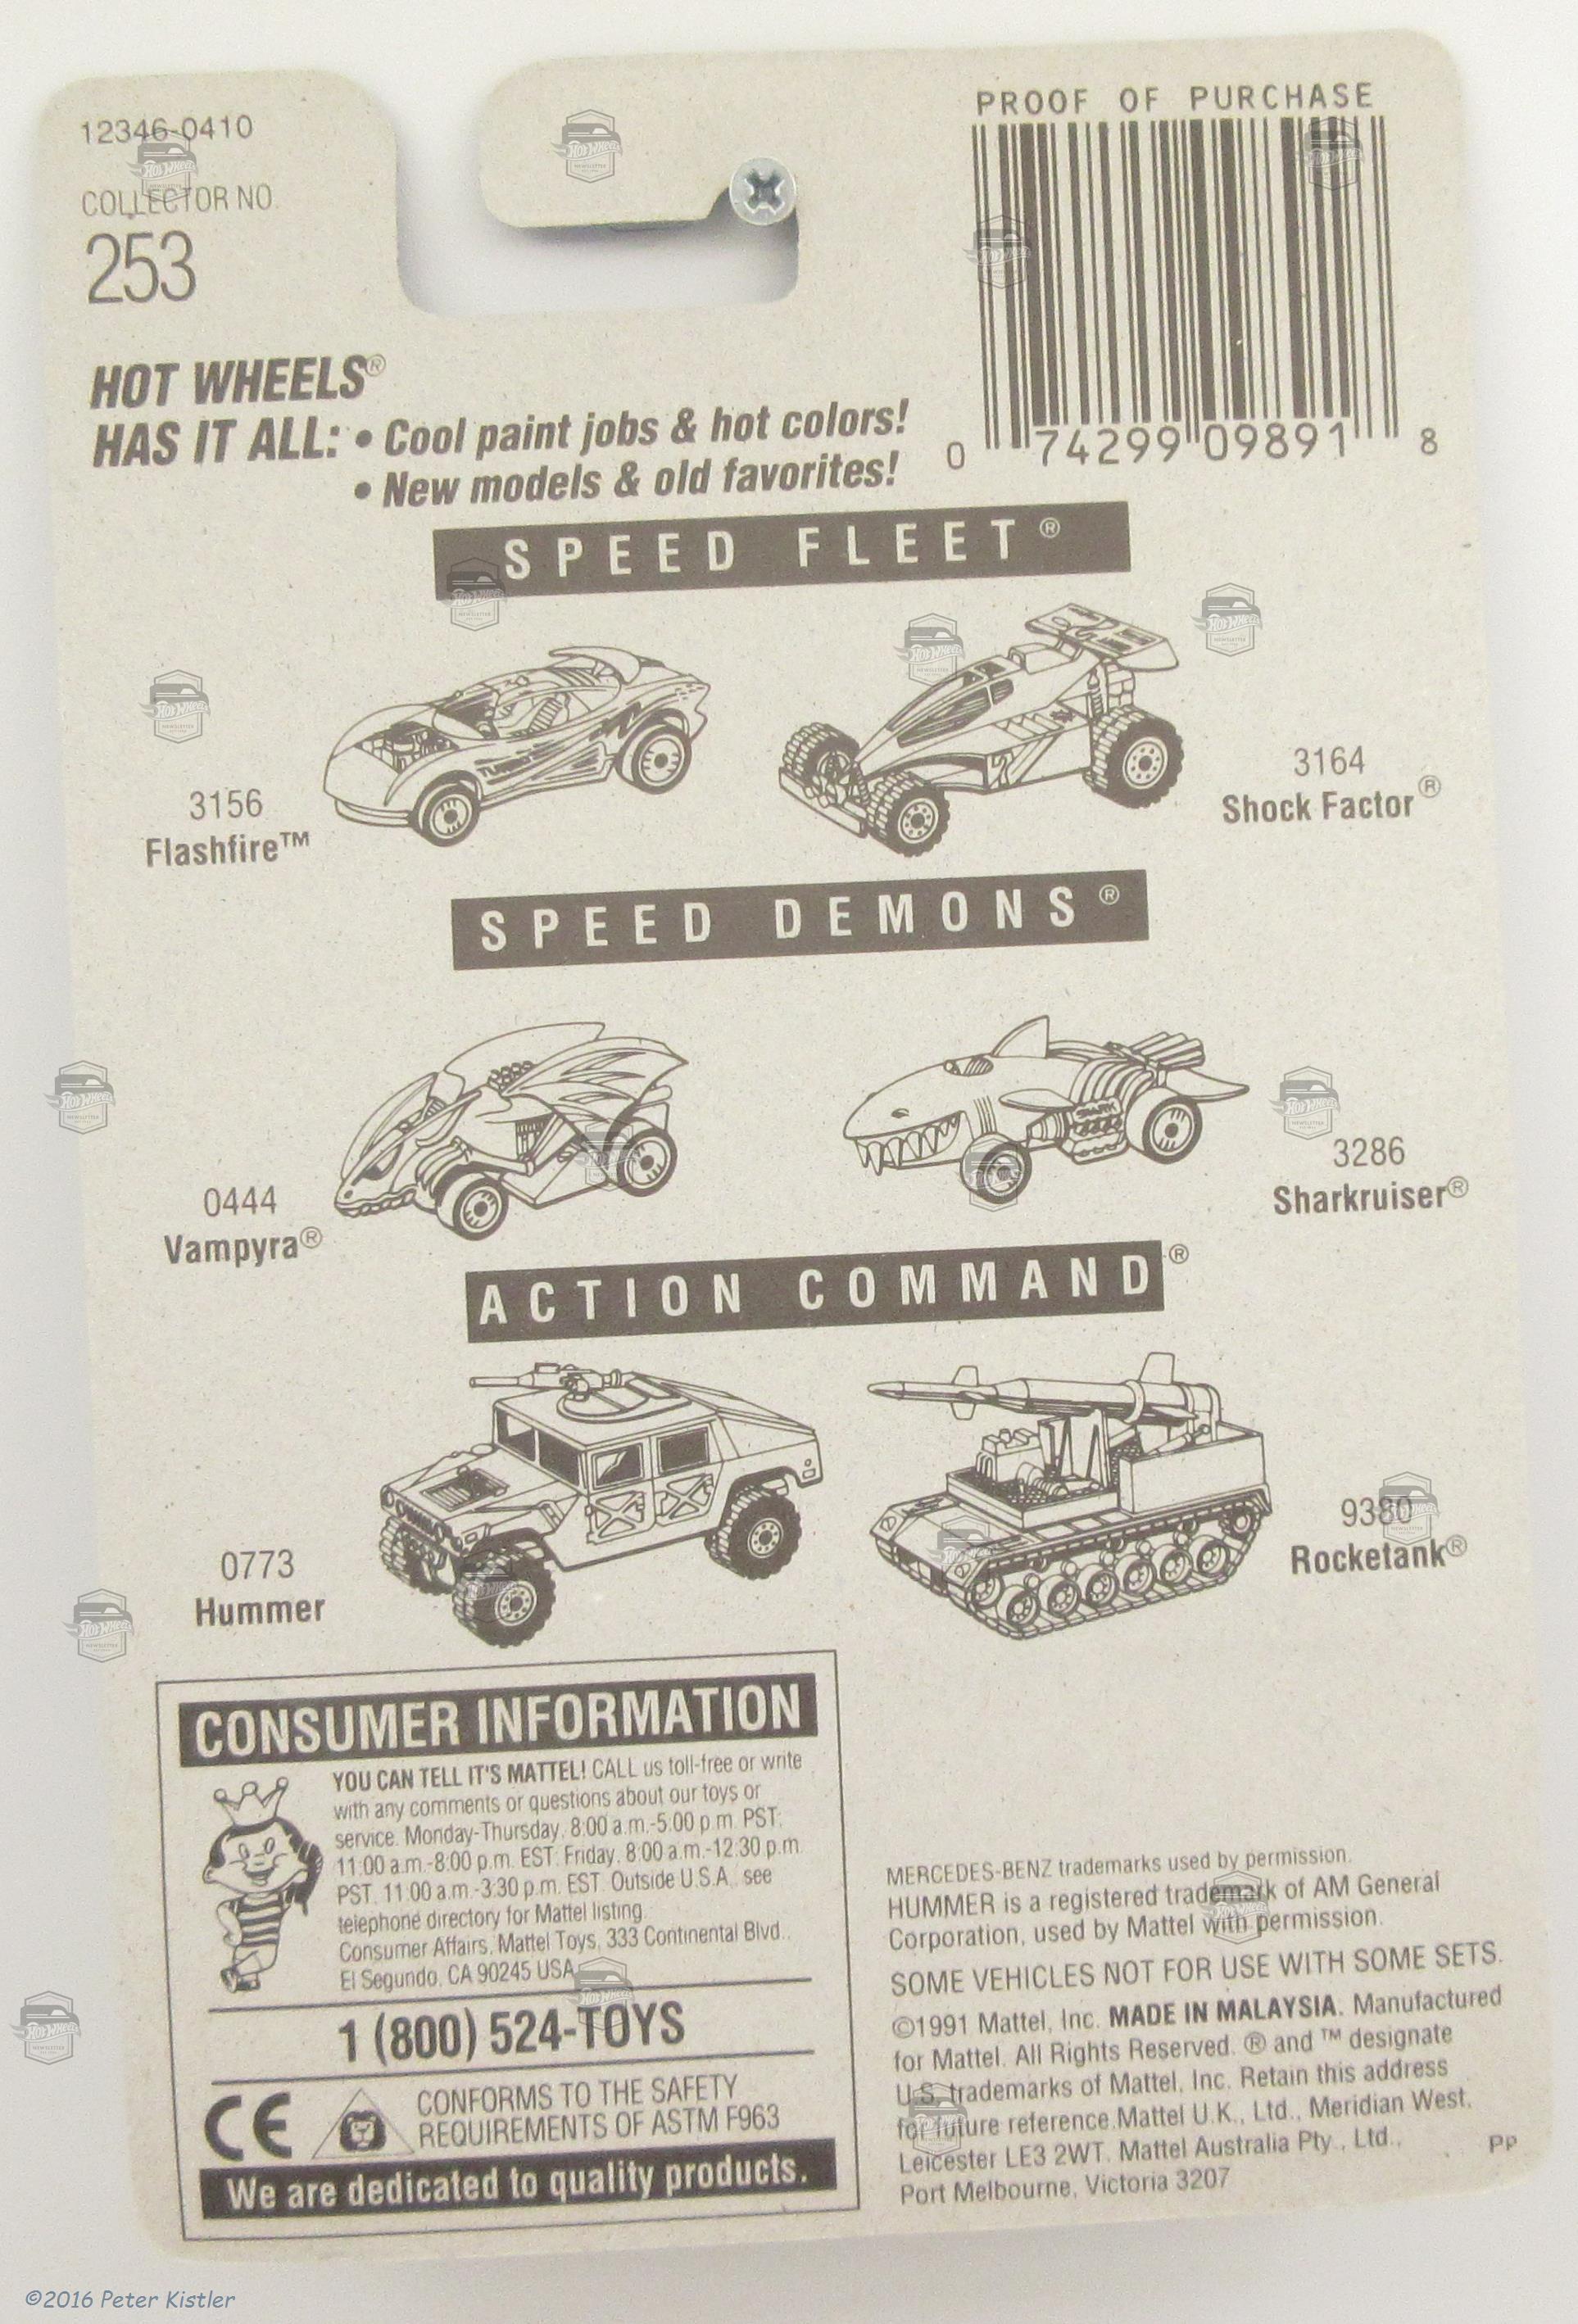 12346-0410
COLLECTOR NO.
253
PROOF OF PURCHASE
0 74299 09891 8
HOT WHEELS®
HAS IT ALL: • Cool paint jobs & hot colors!
• New models & old favorites!
SPEED FLEET®
3156
Flashfire™
3164
Shock Factor®
SPEED DEMONS®
0444
Vampyra®
3286
Sharkruiser®
ACTION COMMAND®
0773
Hummer
9380
Rocketank®
CONSUMER INFORMATION
YOU CAN TELL IT'S MATTEL! CALL us toll-free or write
with any comments or questions about our toys or
service. Monday-Thursday, 8:00 a.m.-5:00 p.m. PST;
11:00 a.m.-8:00 p.m. EST. Friday, 8:00 a.m.-12:30 p.m.
PST, 11:00 a.m.-3:30 p.m. EST. Outside U.S.A., see
telephone directory for Mattel listing.
Consumer Affairs, Mattel Toys, 333 Continental Blvd.,
El Segundo, CA 90245 USA
1 (800) 524-TOYS
CE
CONFORMS TO THE SAFETY
REQUIREMENTS OF ASTM F963
We are dedicated to quality products.
MERCEDES-BENZ trademarks used by permission.
HUMMER is a registered trademark of AM General
Corporation, used by Mattel with permission.
SOME VEHICLES NOT FOR USE WITH SOME SETS.
©1991 Mattel, Inc. MADE IN MALAYSIA. Manufactured
for Mattel. All Rights Reserved. ® and ™ designate
U.S. trademarks of Mattel, Inc. Retain this address
for future reference.Mattel U.K., Ltd., Meridian West,
Leicester LE3 2WT. Mattel Australia Pty., Ltd.,
Port Melbourne, Victoria 3207
PP
©2016 Peter Kistler